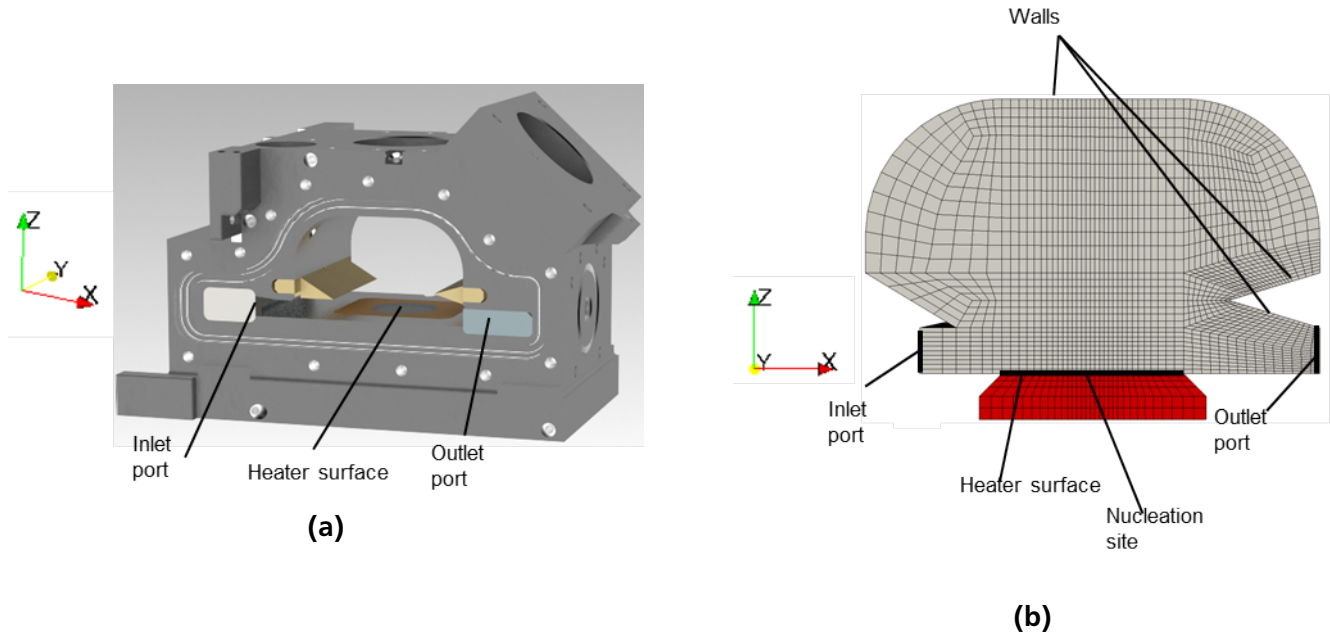 Z
Y
X
Inlet
port
Heater surface
Outlet
port
(a)
Walls
Z
Y
X
Inlet
port
Outlet
port
Heater surface
Nucleation
site
(b)